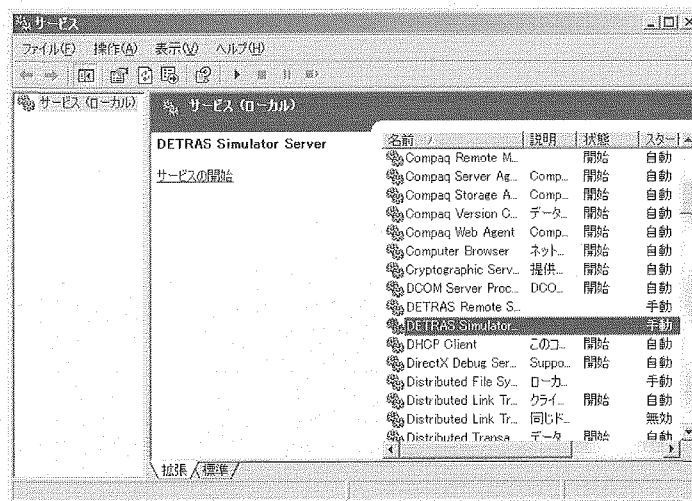 サービス
ファイル(F) 操作(A) 表示(V) ヘルプ(H)
サービス (ローカル)
サービス (ローカル)
DETRAS Simulator Server
サービスの開始
名前 / 説明 状態 スタート
Compaq Remote M... 開始 自動
Compaq Server Ag... Comp... 開始 自動
Compaq Storage A... Comp... 開始 自動
Compaq Version C... データ... 開始 自動
Compaq Web Agent Comp... 開始 自動
Computer Browser ネット... 開始 自動
Cryptographic Serv... 提供... 開始 自動
DCOM Server Proc... DCO... 開始 自動
DETRAS Remote S... 手動
DETRAS Simulator... 手動
DHCP Client このコ... 開始 自動
DirectX Debug Ser... Suppo... 開始 自動
Distributed File Sy... ローカ... 手動
Distributed Link Tr... クライ... 開始 自動
Distributed Link Tr... 同じド... 無効
Distributed Transa... データ... 開始 自動
拡張 標準